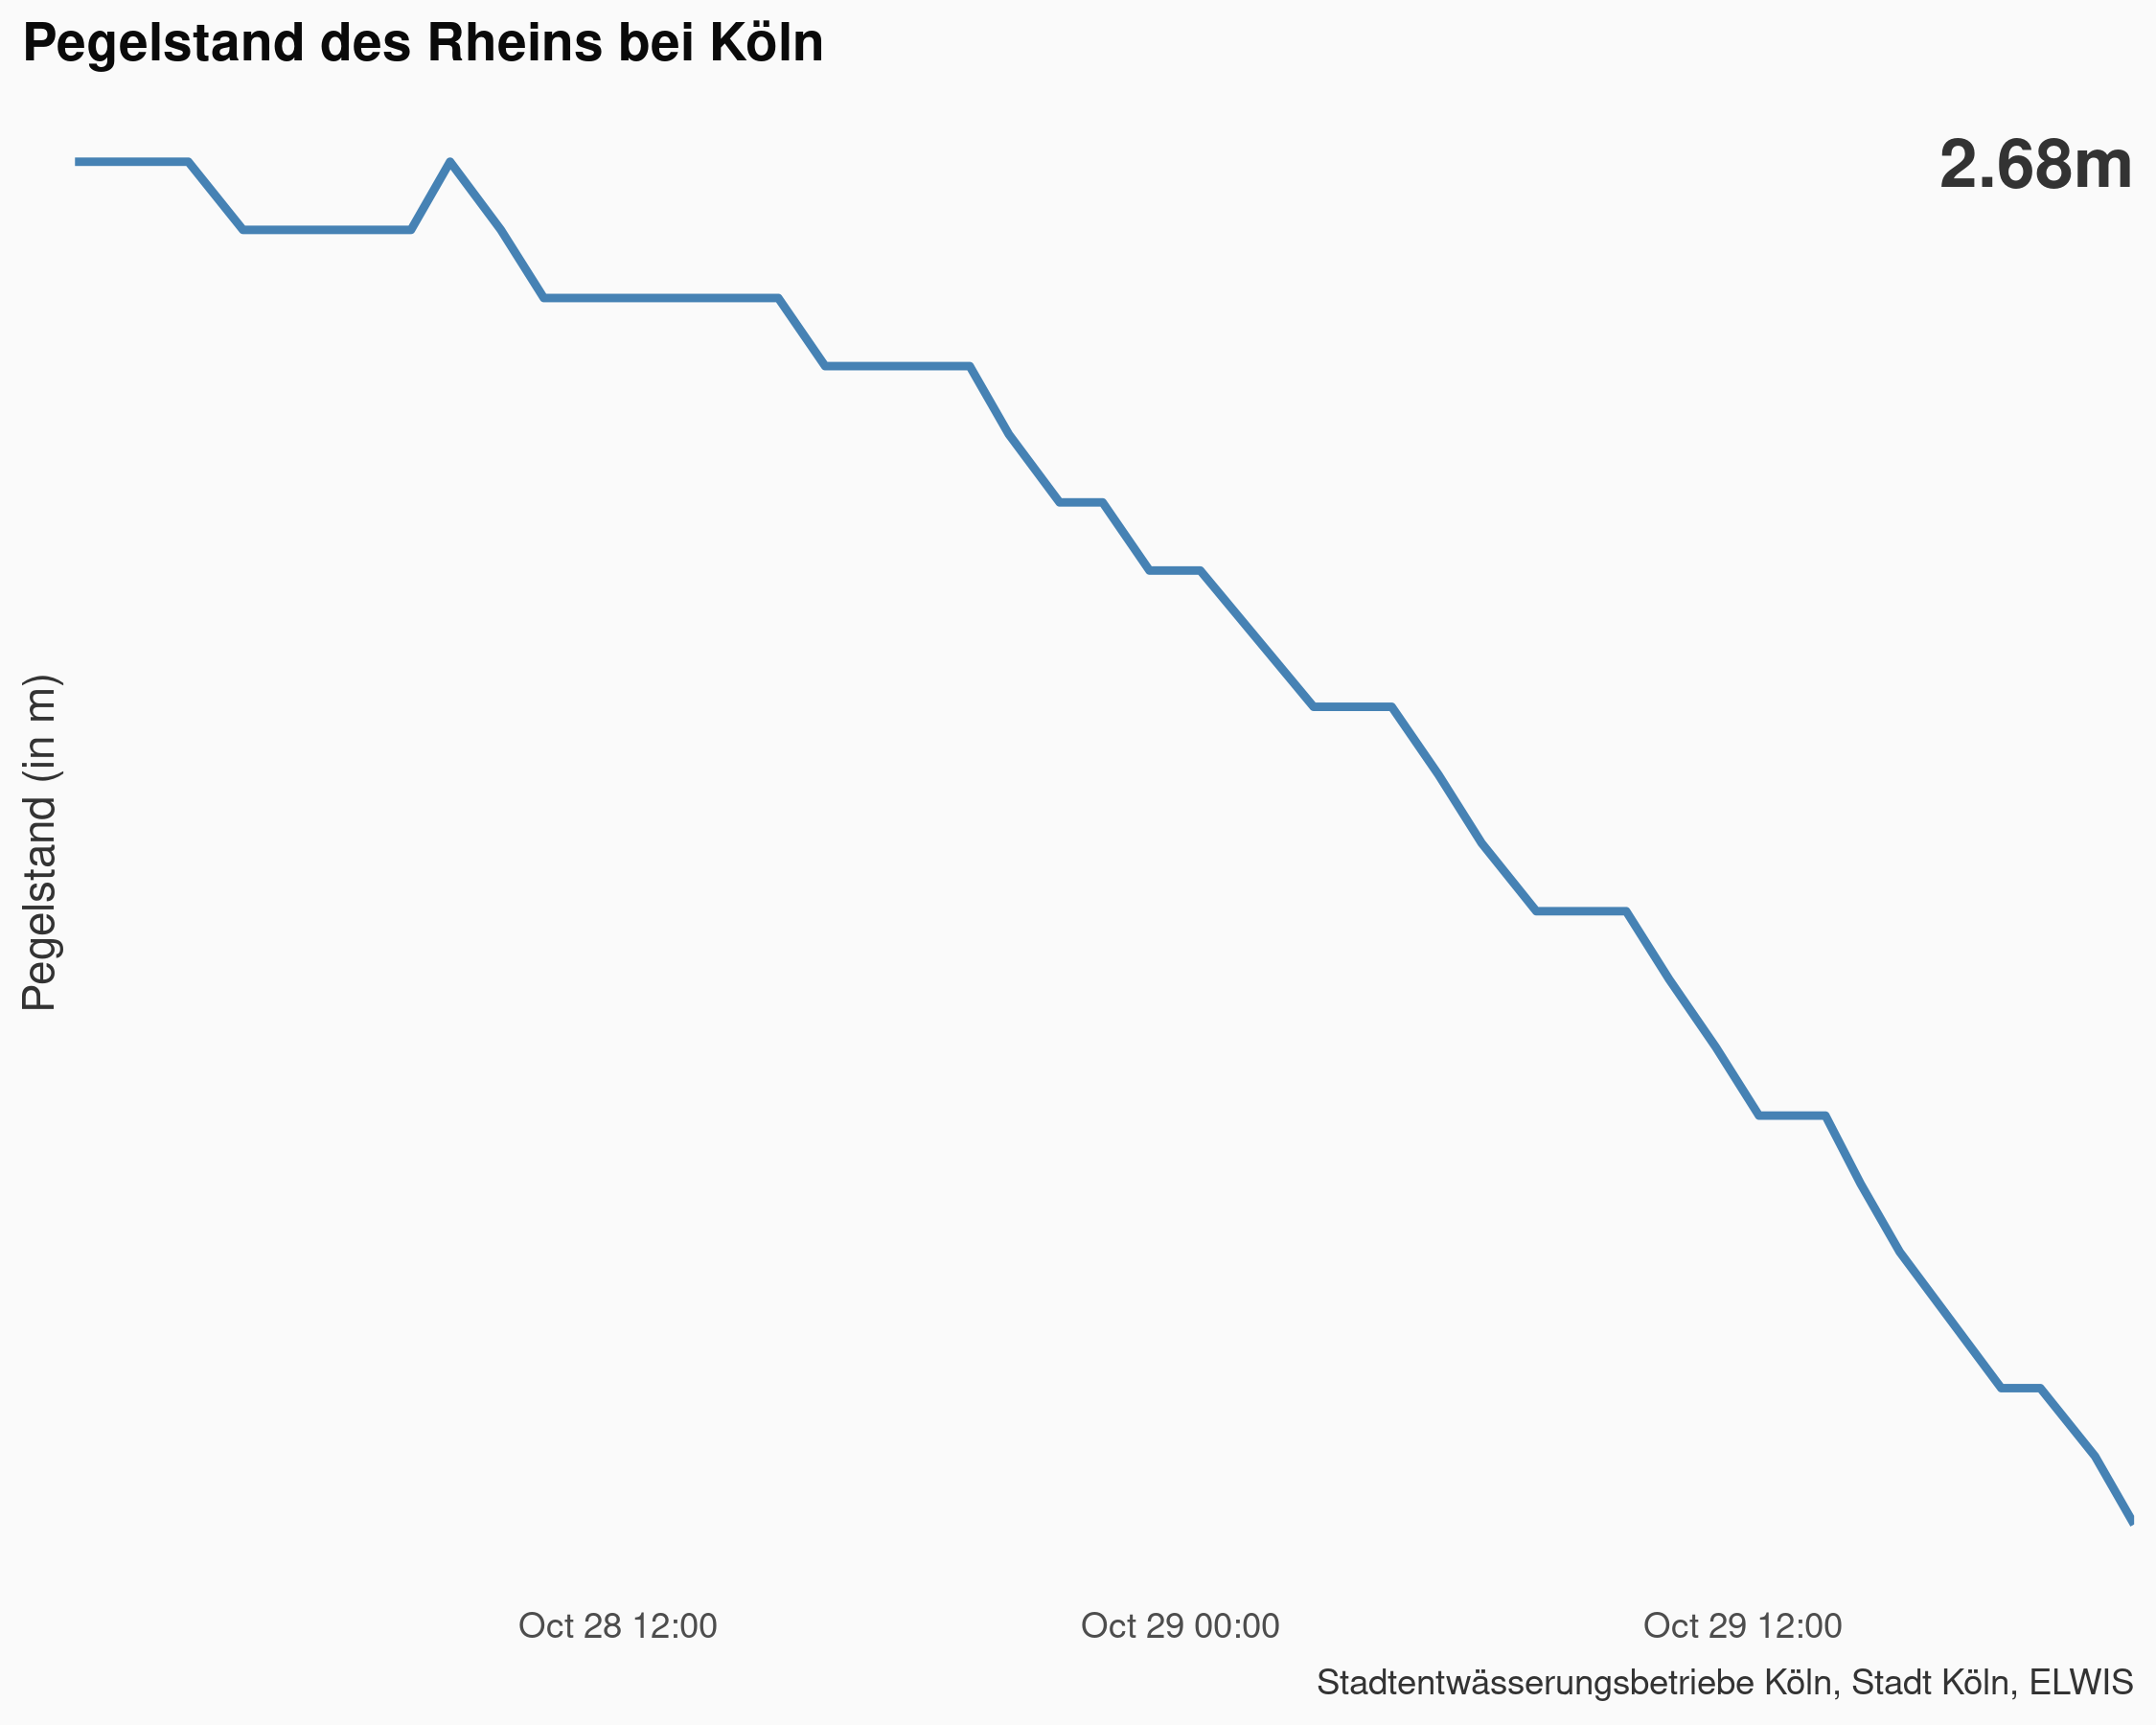 Pegelstand des Rheins bei Köln
2.68m
Pegelstand (in m)
Oct 28 12:00
Oct 29 00:00
Oct 29 12:00
Stadtentwässerungsbetriebe Köln, Stadt Köln, ELWIS